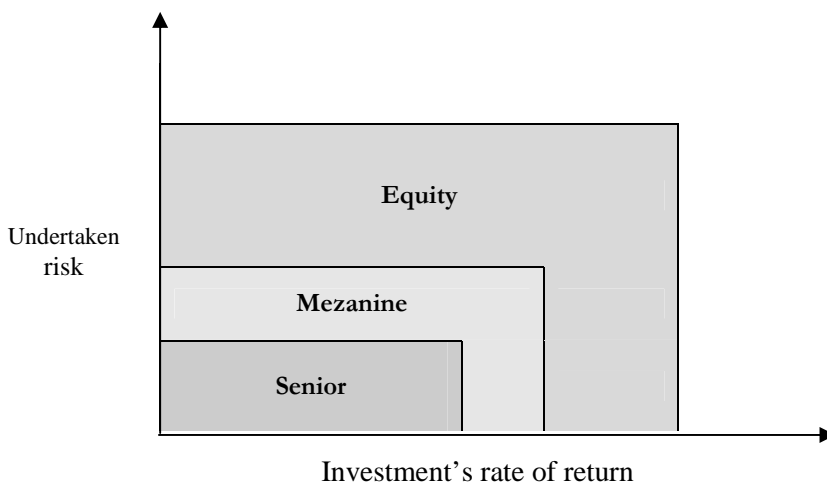 Equity
Undertaken
risk
Mezanine
Senior
Investment’s rate of return